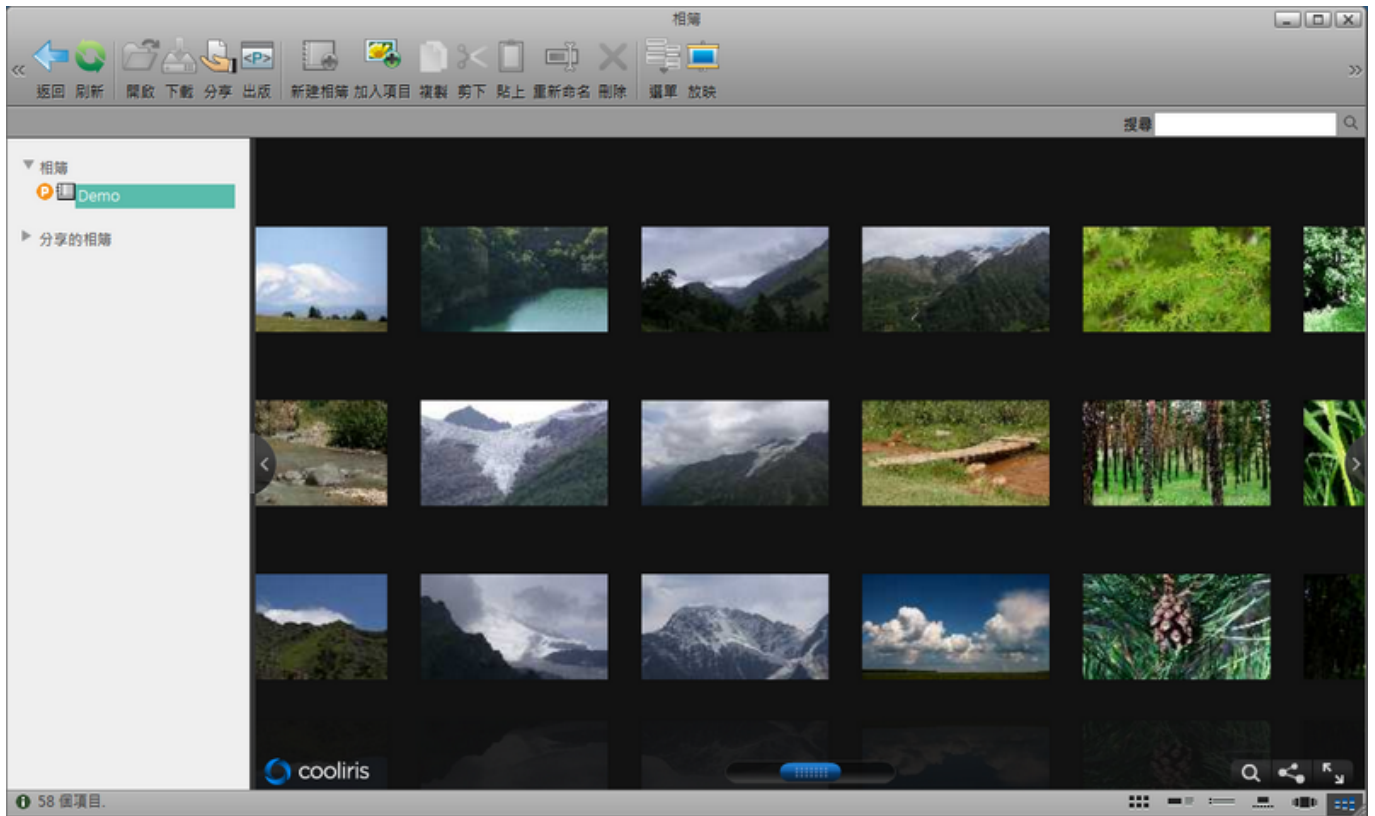 相簿
返回 刷新 開啟 下載 分享 出版 新建相簿 加入項目 複製 剪下 貼上 重新命名 刪除 選單 放映
<P>
搜尋
相簿
P Demo
分享的相簿
cooliris
58 個項目.